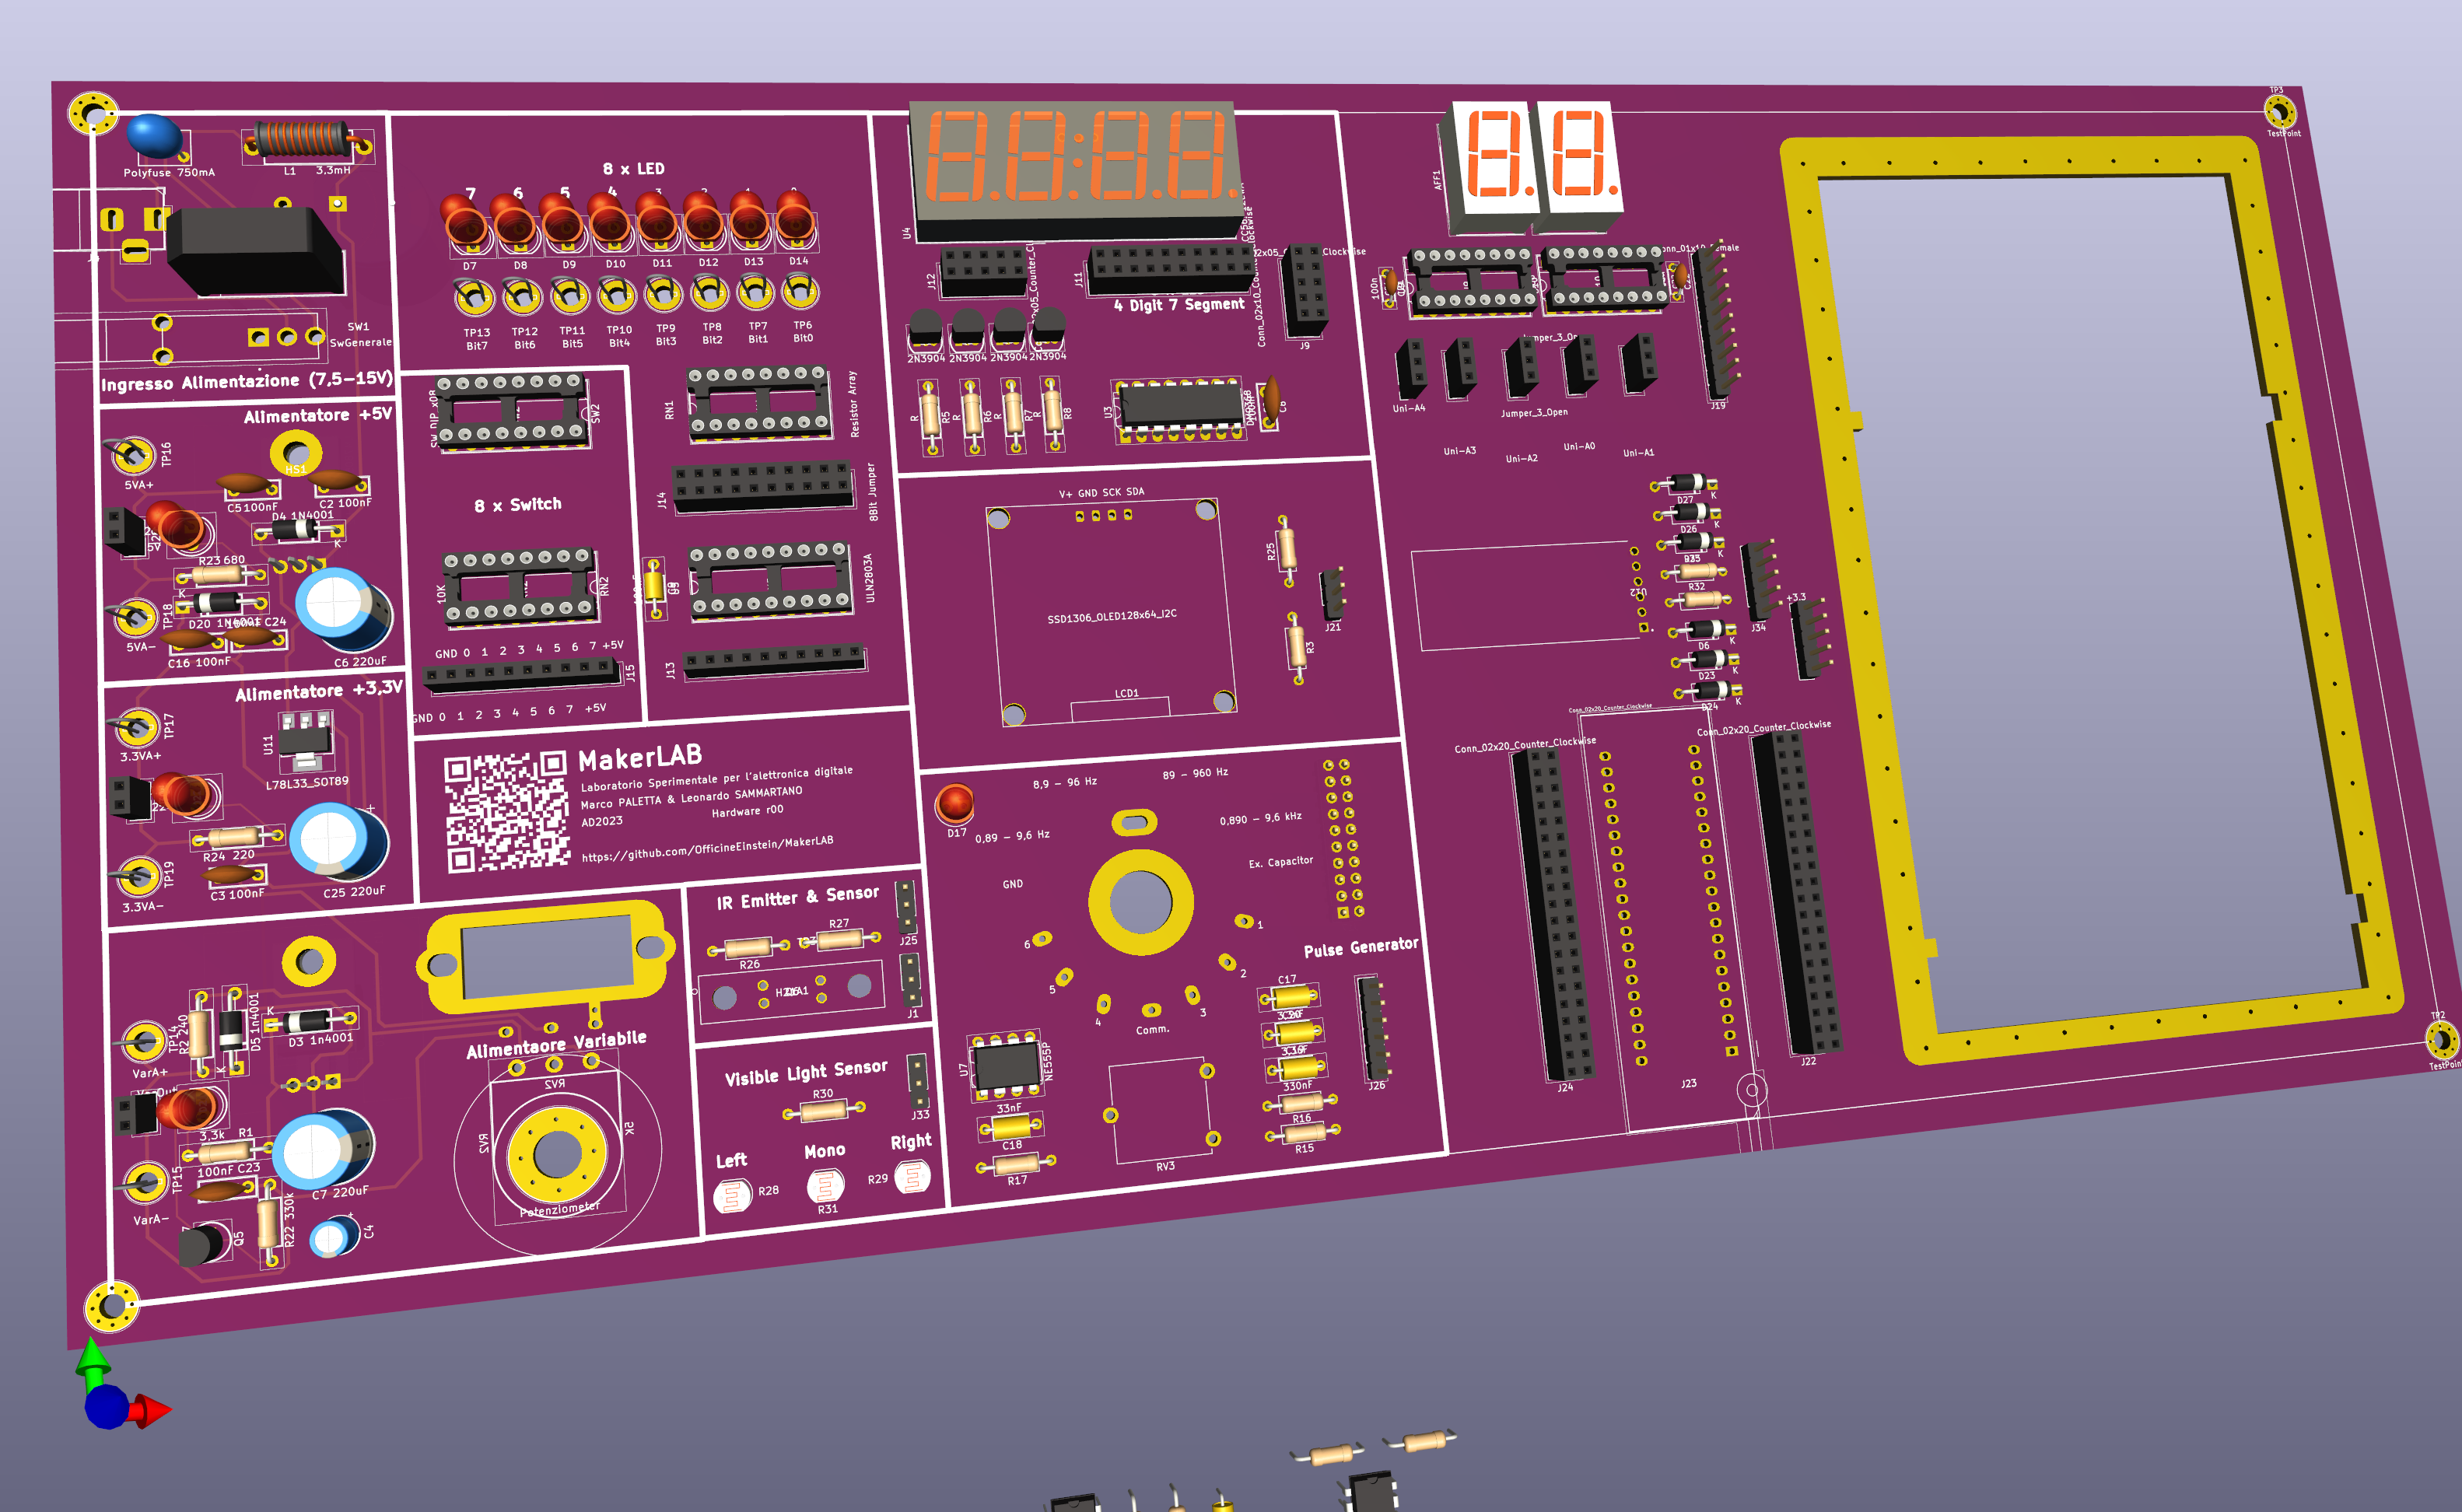 Polyfuse 750mA
L1 3,3mH
SW1
SwGenerale
Ingresso Alimentazione (7,5-15V)
8 x LED
7 6 5 4 3 2 1 0
D7 D8 D9 D10 D11 D12 D13 D14
TP13 TP12 TP11 TP10 TP9 TP8 TP7 TP6
Bit7 Bit6 Bit5 Bit4 Bit3 Bit2 Bit1 Bit0
U4
J12
J11
4 Digit 7 Segment
J9
2N3904 2N3904 2N3904 2N3904
R R5 R R6 R R7 R R8
U3
AFF1
100n
J19
TP3
TestPoint
Uni-A4
Jumper_3_Open
Uni-A3
Uni-A2
Uni-A0
Uni-A1
Alimentatore +5V
TP16
5VA+
HS1
C5 100nF
C2 100nF
D4 1N4001
K
R23 680
K
D20
TP18
5VA-
C24
C16 100nF
C6 220uF
SW2
RN1
Resistor Array
J14
8Bit Jumper
8 x Switch
10K
RN2
ULN2803A
GND 0 1 2 3 4 5 6 7 +5V
J15
J13
GND 0 1 2 3 4 5 6 7 +5V
V+ GND SCK SDA
SSD1306_OLED128x64_I2C
LCD1
R25
R3
J21
D27
K
D26
K
K
R32
U12
D6
K
D23
K
D24
K
J34
+3.3
Alimentatore +3,3V
TP17
3.3VA+
U11
L78L33_SOT89
R24 220
TP19
3.3VA-
C3 100nF
C25 220uF
MakerLAB
Laboratorio Sperimentale per l'alettronica digitale
Marco PALETTA & Leonardo SAMMARTANO
AD2023 Hardware r00
https://github.com/OfficineEinstein/MakerLAB
8,9 - 96 Hz
89 - 960 Hz
D17
0,89 - 9,6 Hz
0,890 - 9,6 kHz
Ex. Capacitor
GND
1
2
3
4
5
6
Comm.
Pulse Generator
C17
330nF
C18
33nF
U7
NE555P
R17
RV3
R16
R15
J26
Conn_02x20_Counter_Clockwise
Conn_02x20_Counter_Clockwise
Conn_02x20_Counter_Clockwise
J24
J23
J22
TP2
TestPoint
IR Emitter & Sensor
R26
R27
J25
J1
Visible Light Sensor
R30
J33
Left
Mono
Right
R28
R31
R29
Alimentaore Variabile
RV2
RV2
5K
Potenziometer
TP14
VarA+
R2 240
D5 1n4001
K
K
D3 1n4001
3,3k R1
100nF C23
TP15
VarA-
C7 220uF
R22 330k
Q5
C4